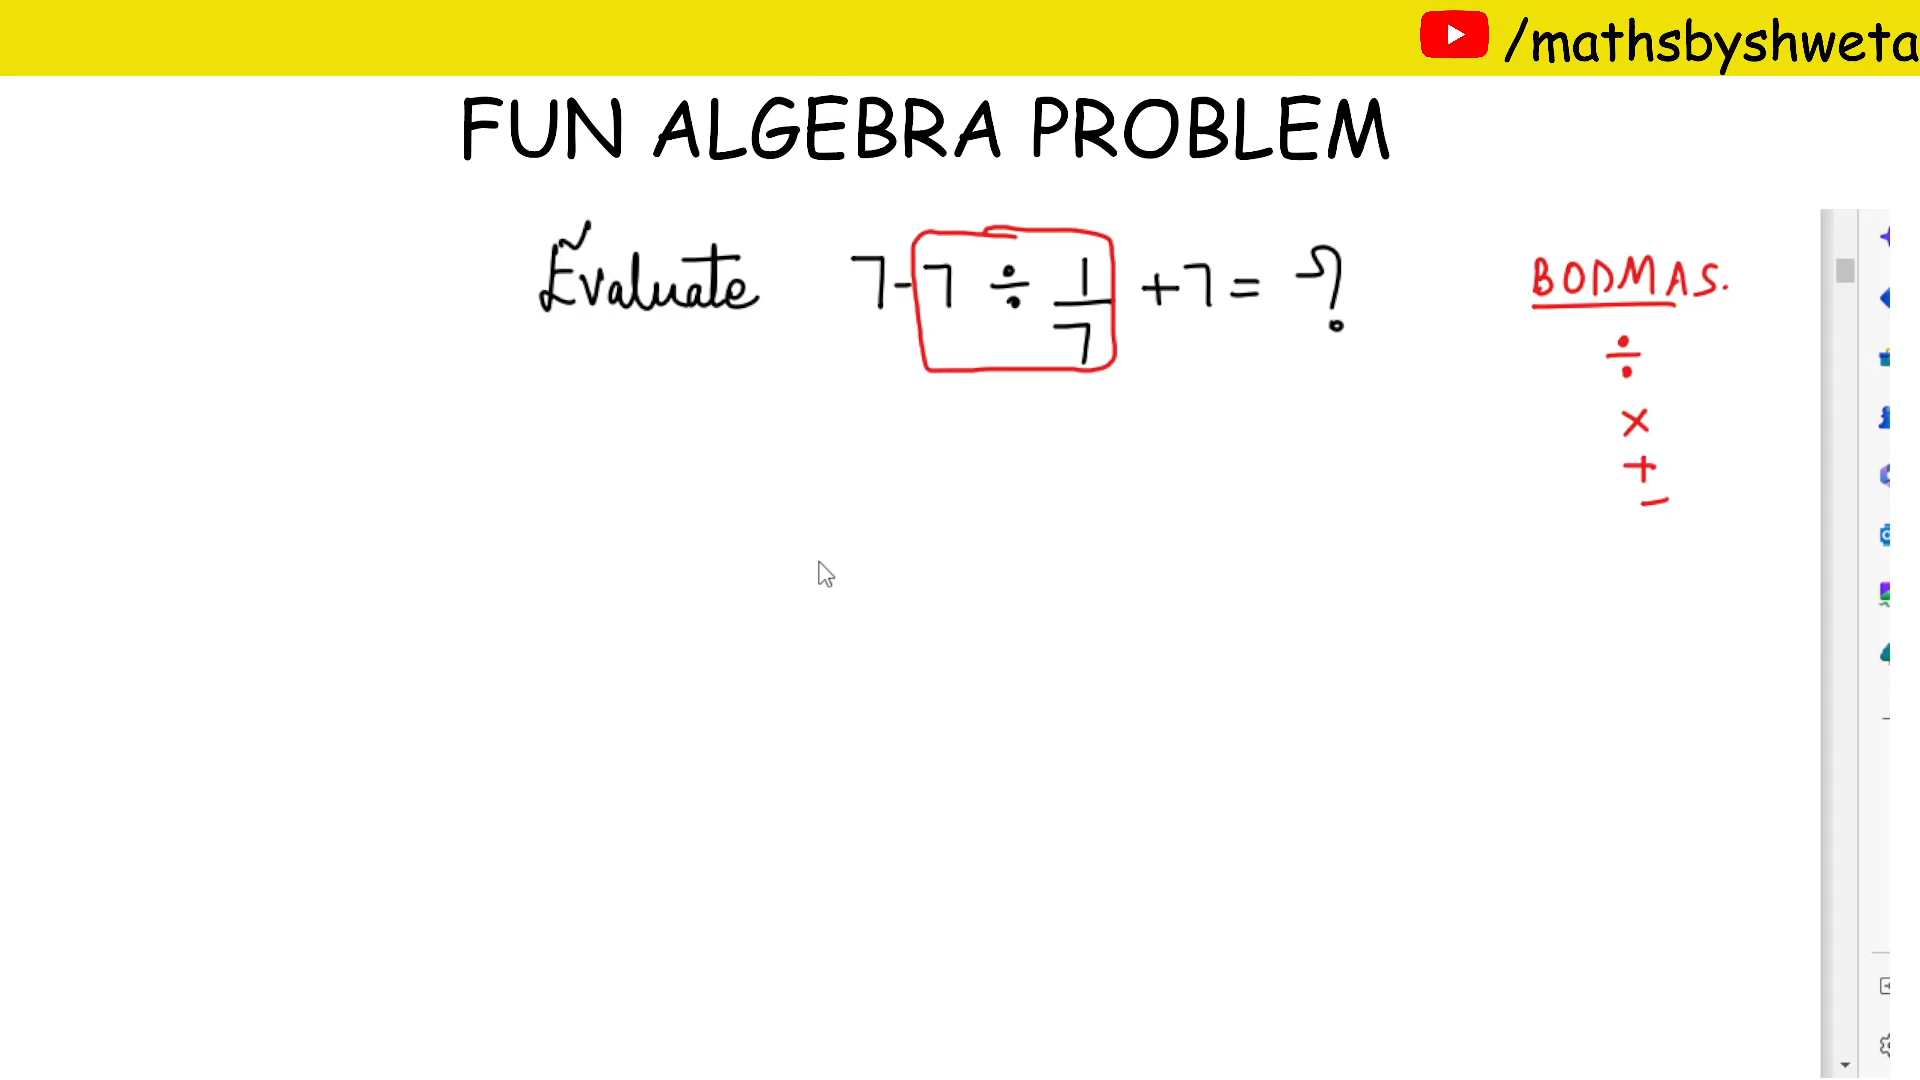 /mathsbyshweta
FUN ALGEBRA PROBLEM
Evaluate 7-7 ÷ 1/7 +7 = ?
BODMAS.
÷
×
+
-